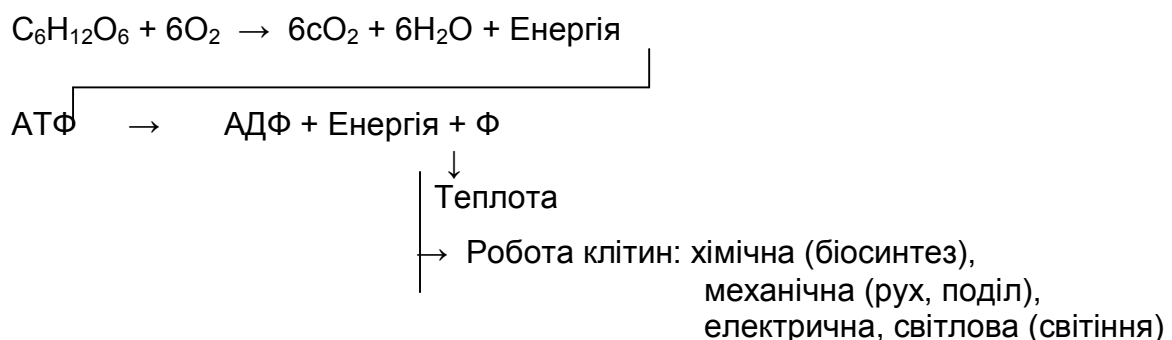 C₆H₁₂O₆ + 6O₂ → 6cO₂ + 6H₂O + Енергія
АТФ → АДФ + Енергія + Ф
↓
Теплота
→ Робота клітин: хімічна (біосинтез),
механічна (рух, поділ),
електрична, світлова (світіння)